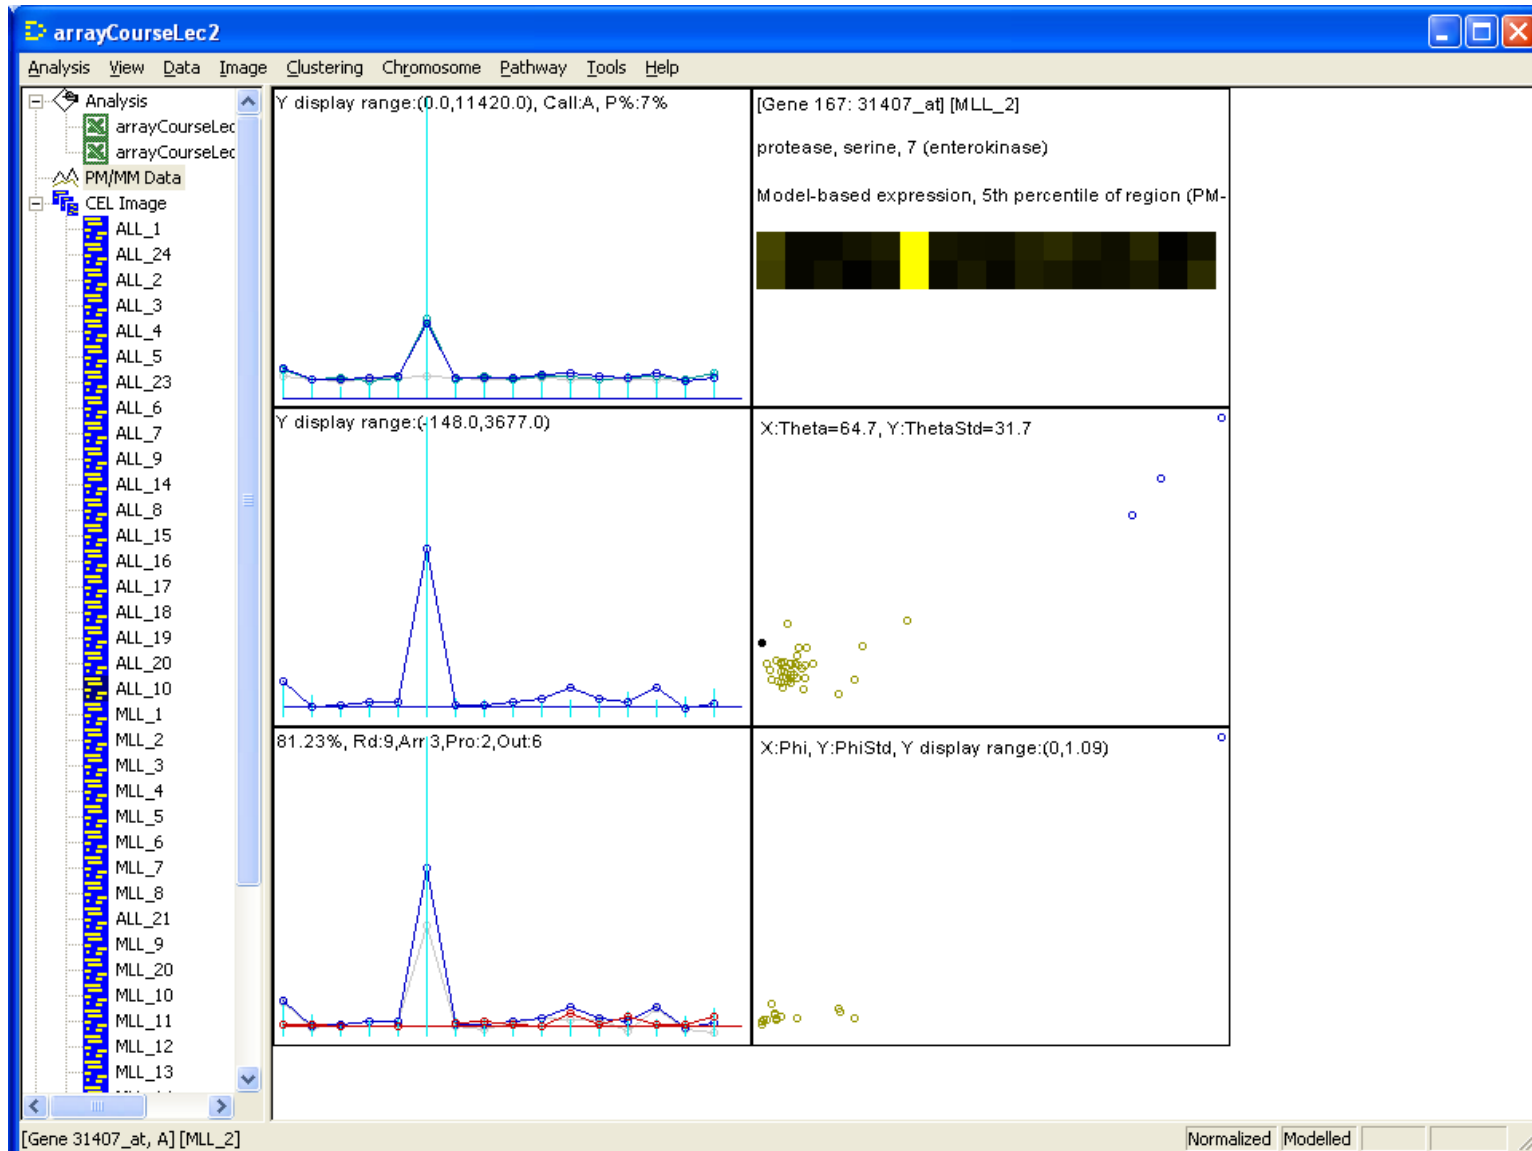 arrayCourseLec2
Analysis View Data Image Clustering Chromosome Pathway Tools Help
Analysis
arrayCourseLec
arrayCourseLec
PM/MM Data
CEL Image
ALL_1
ALL_24
ALL_2
ALL_3
ALL_4
ALL_5
ALL_23
ALL_6
ALL_7
ALL_9
ALL_14
ALL_8
ALL_15
ALL_16
ALL_17
ALL_18
ALL_19
ALL_20
ALL_10
MLL_1
MLL_2
MLL_3
MLL_4
MLL_5
MLL_6
MLL_7
MLL_8
ALL_21
MLL_9
MLL_20
MLL_10
MLL_11
MLL_12
MLL_13
Y display range:(0.0,11420.0), Call:A, P%:7%
[Gene 167: 31407_at] [MLL_2]
protease, serine, 7 (enterokinase)
Model-based expression, 5th percentile of region (PM-
Y display range:(-148.0,3677.0)
X:Theta=64.7, Y:ThetaStd=31.7
81.23%, Rd:9,Arr:3,Pro:2,Out:6
X:Phi, Y:PhiStd, Y display range:(0,1.09)
[Gene 31407_at, A] [MLL_2]
Normalized Modelled